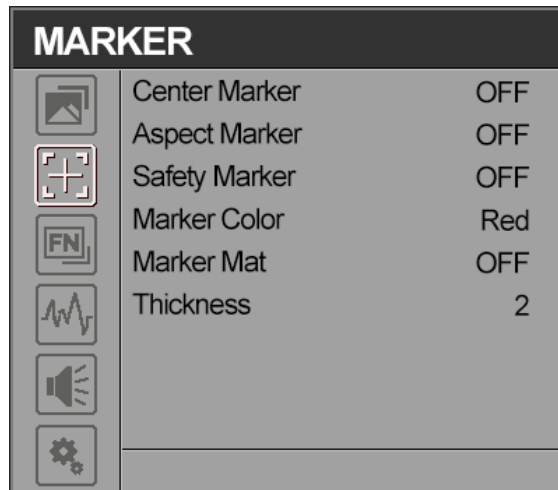 MARKER
Center Marker OFF
Aspect Marker OFF
Safety Marker OFF
FN
Marker Color Red
Marker Mat OFF
Thickness 2